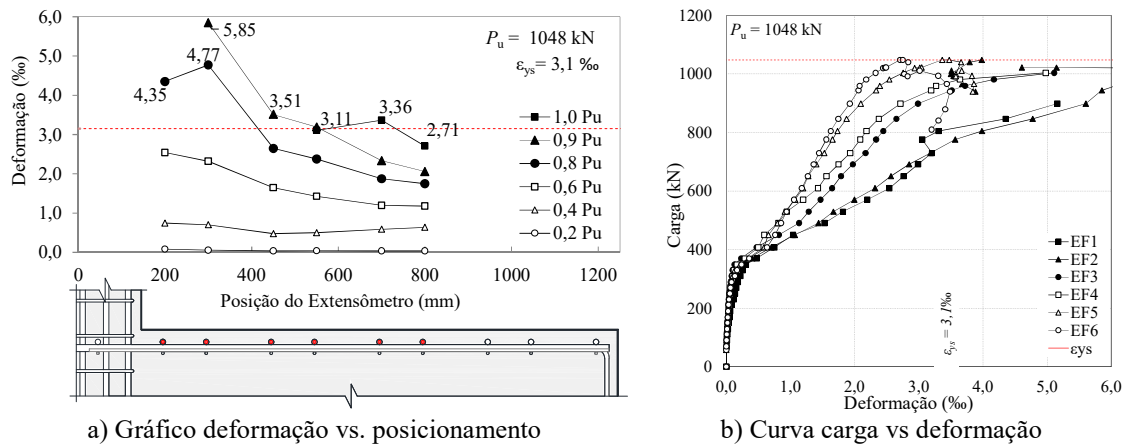 6,0
5,0
4,0
3,0
2,0
1,0
0,0
Deformação (‰)
5,85
4,77
4,35
3,51
3,11
3,36
2,71
Pu = 1048 kN
εys= 3,1 ‰
1,0 Pu
0,9 Pu
0,8 Pu
0,6 Pu
0,4 Pu
0,2 Pu
0 200 400 600 800 1000 1200
Posição do Extensômetro (mm)
a) Gráfico deformação vs. posicionamento
1200
1000
800
600
400
200
0
Carga (kN)
Pu = 1048 kN
εys = 3,1‰
EF1
EF2
EF3
EF4
EF5
EF6
εys
0,0 1,0 2,0 3,0 4,0 5,0 6,0
Deformação (‰)
b) Curva carga vs deformação